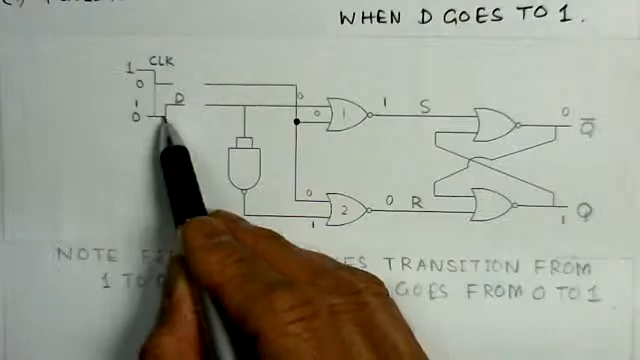 WHEN D GOES TO 1.
CLK
1
0
D
1
0
0
0
1
1
S
0
Q̅
0
1
2
0
R
1
Q
NOTE
TRANSITION FROM
1 TO
GOES FROM 0 TO 1